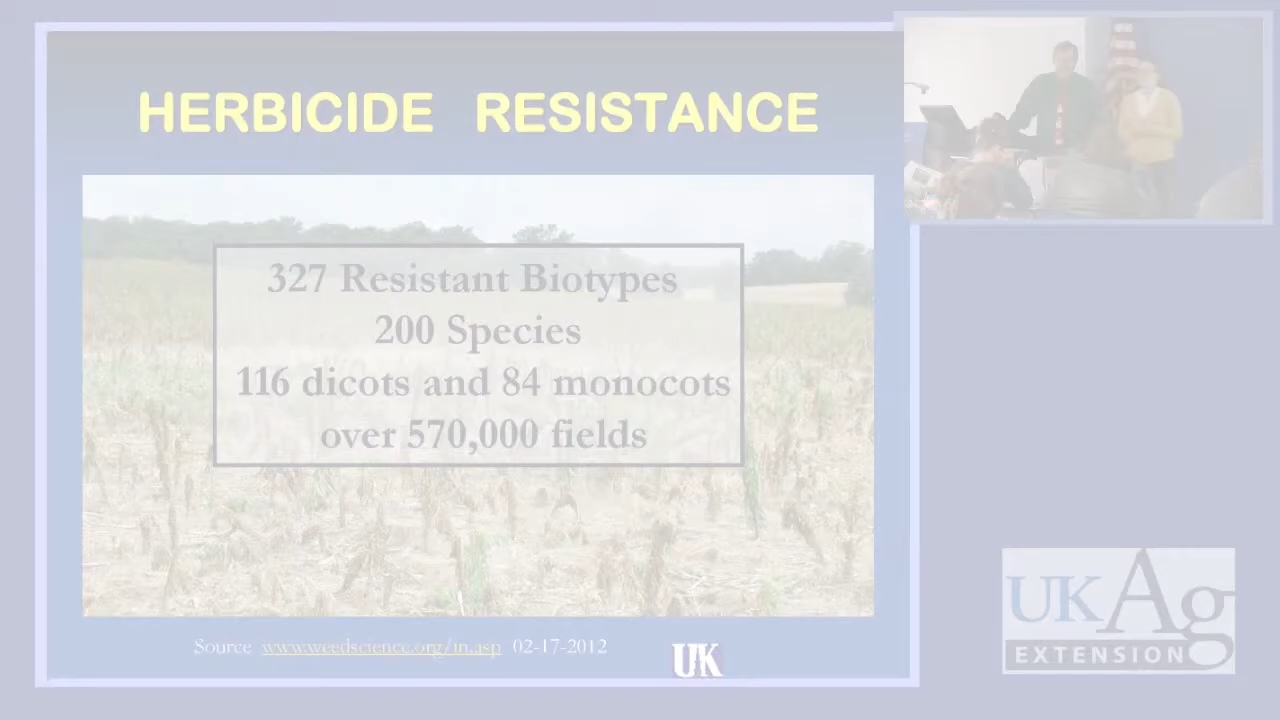 HERBICIDE RESISTANCE
327 Resistant Biotypes
200 Species
116 dicots and 84 monocots
over 570,000 fields
Source www.weedscience.org/in.asp 02-17-2012
UK
UKAg
EXTENSION